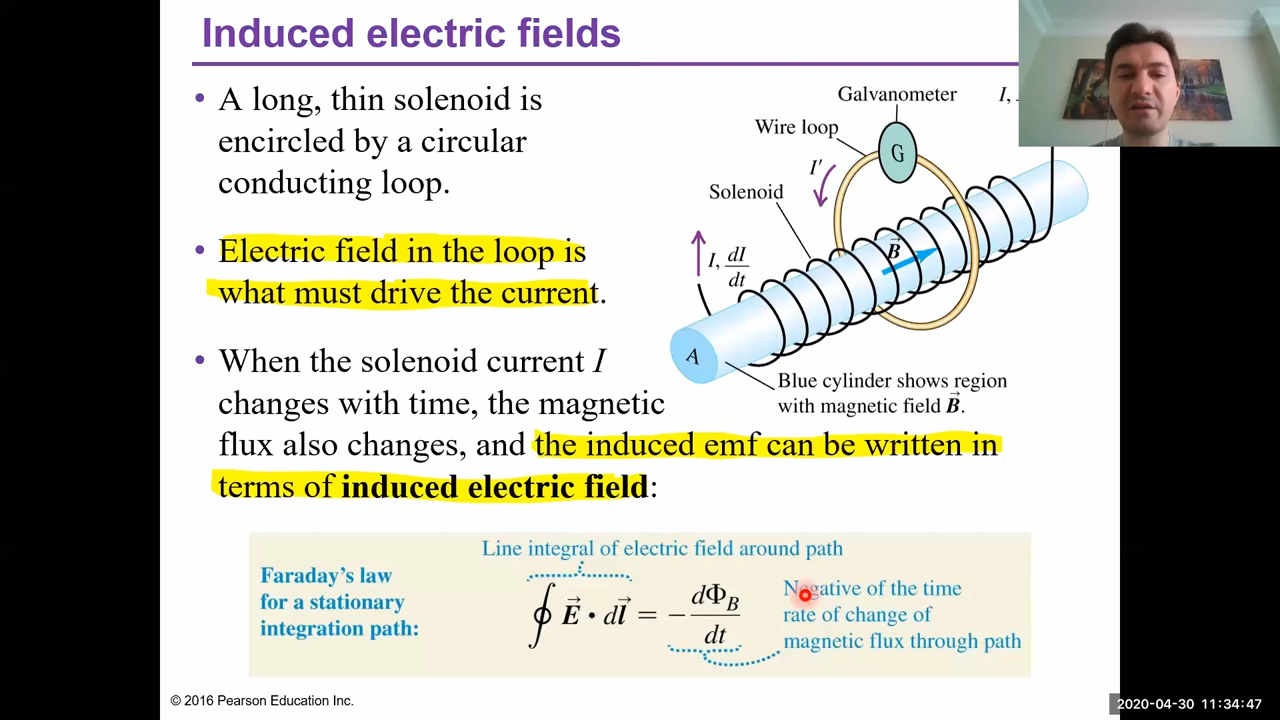 Induced electric fields
• A long, thin solenoid is
encircled by a circular
conducting loop.
• Electric field in the loop is
what must drive the current.
• When the solenoid current I
changes with time, the magnetic
flux also changes, and the induced emf can be written in
terms of induced electric field:
Galvanometer
I,
Wire loop
G
I′
Solenoid
B⃗
I, dI/dt
A
Blue cylinder shows region
with magnetic field B⃗.
Line integral of electric field around path
Faraday's law
for a stationary
integration path:
∮ E⃗ · dl⃗ = − dΦB/dt
Negative of the time
rate of change of
magnetic flux through path
© 2016 Pearson Education Inc.
2020-04-30 11:34:47